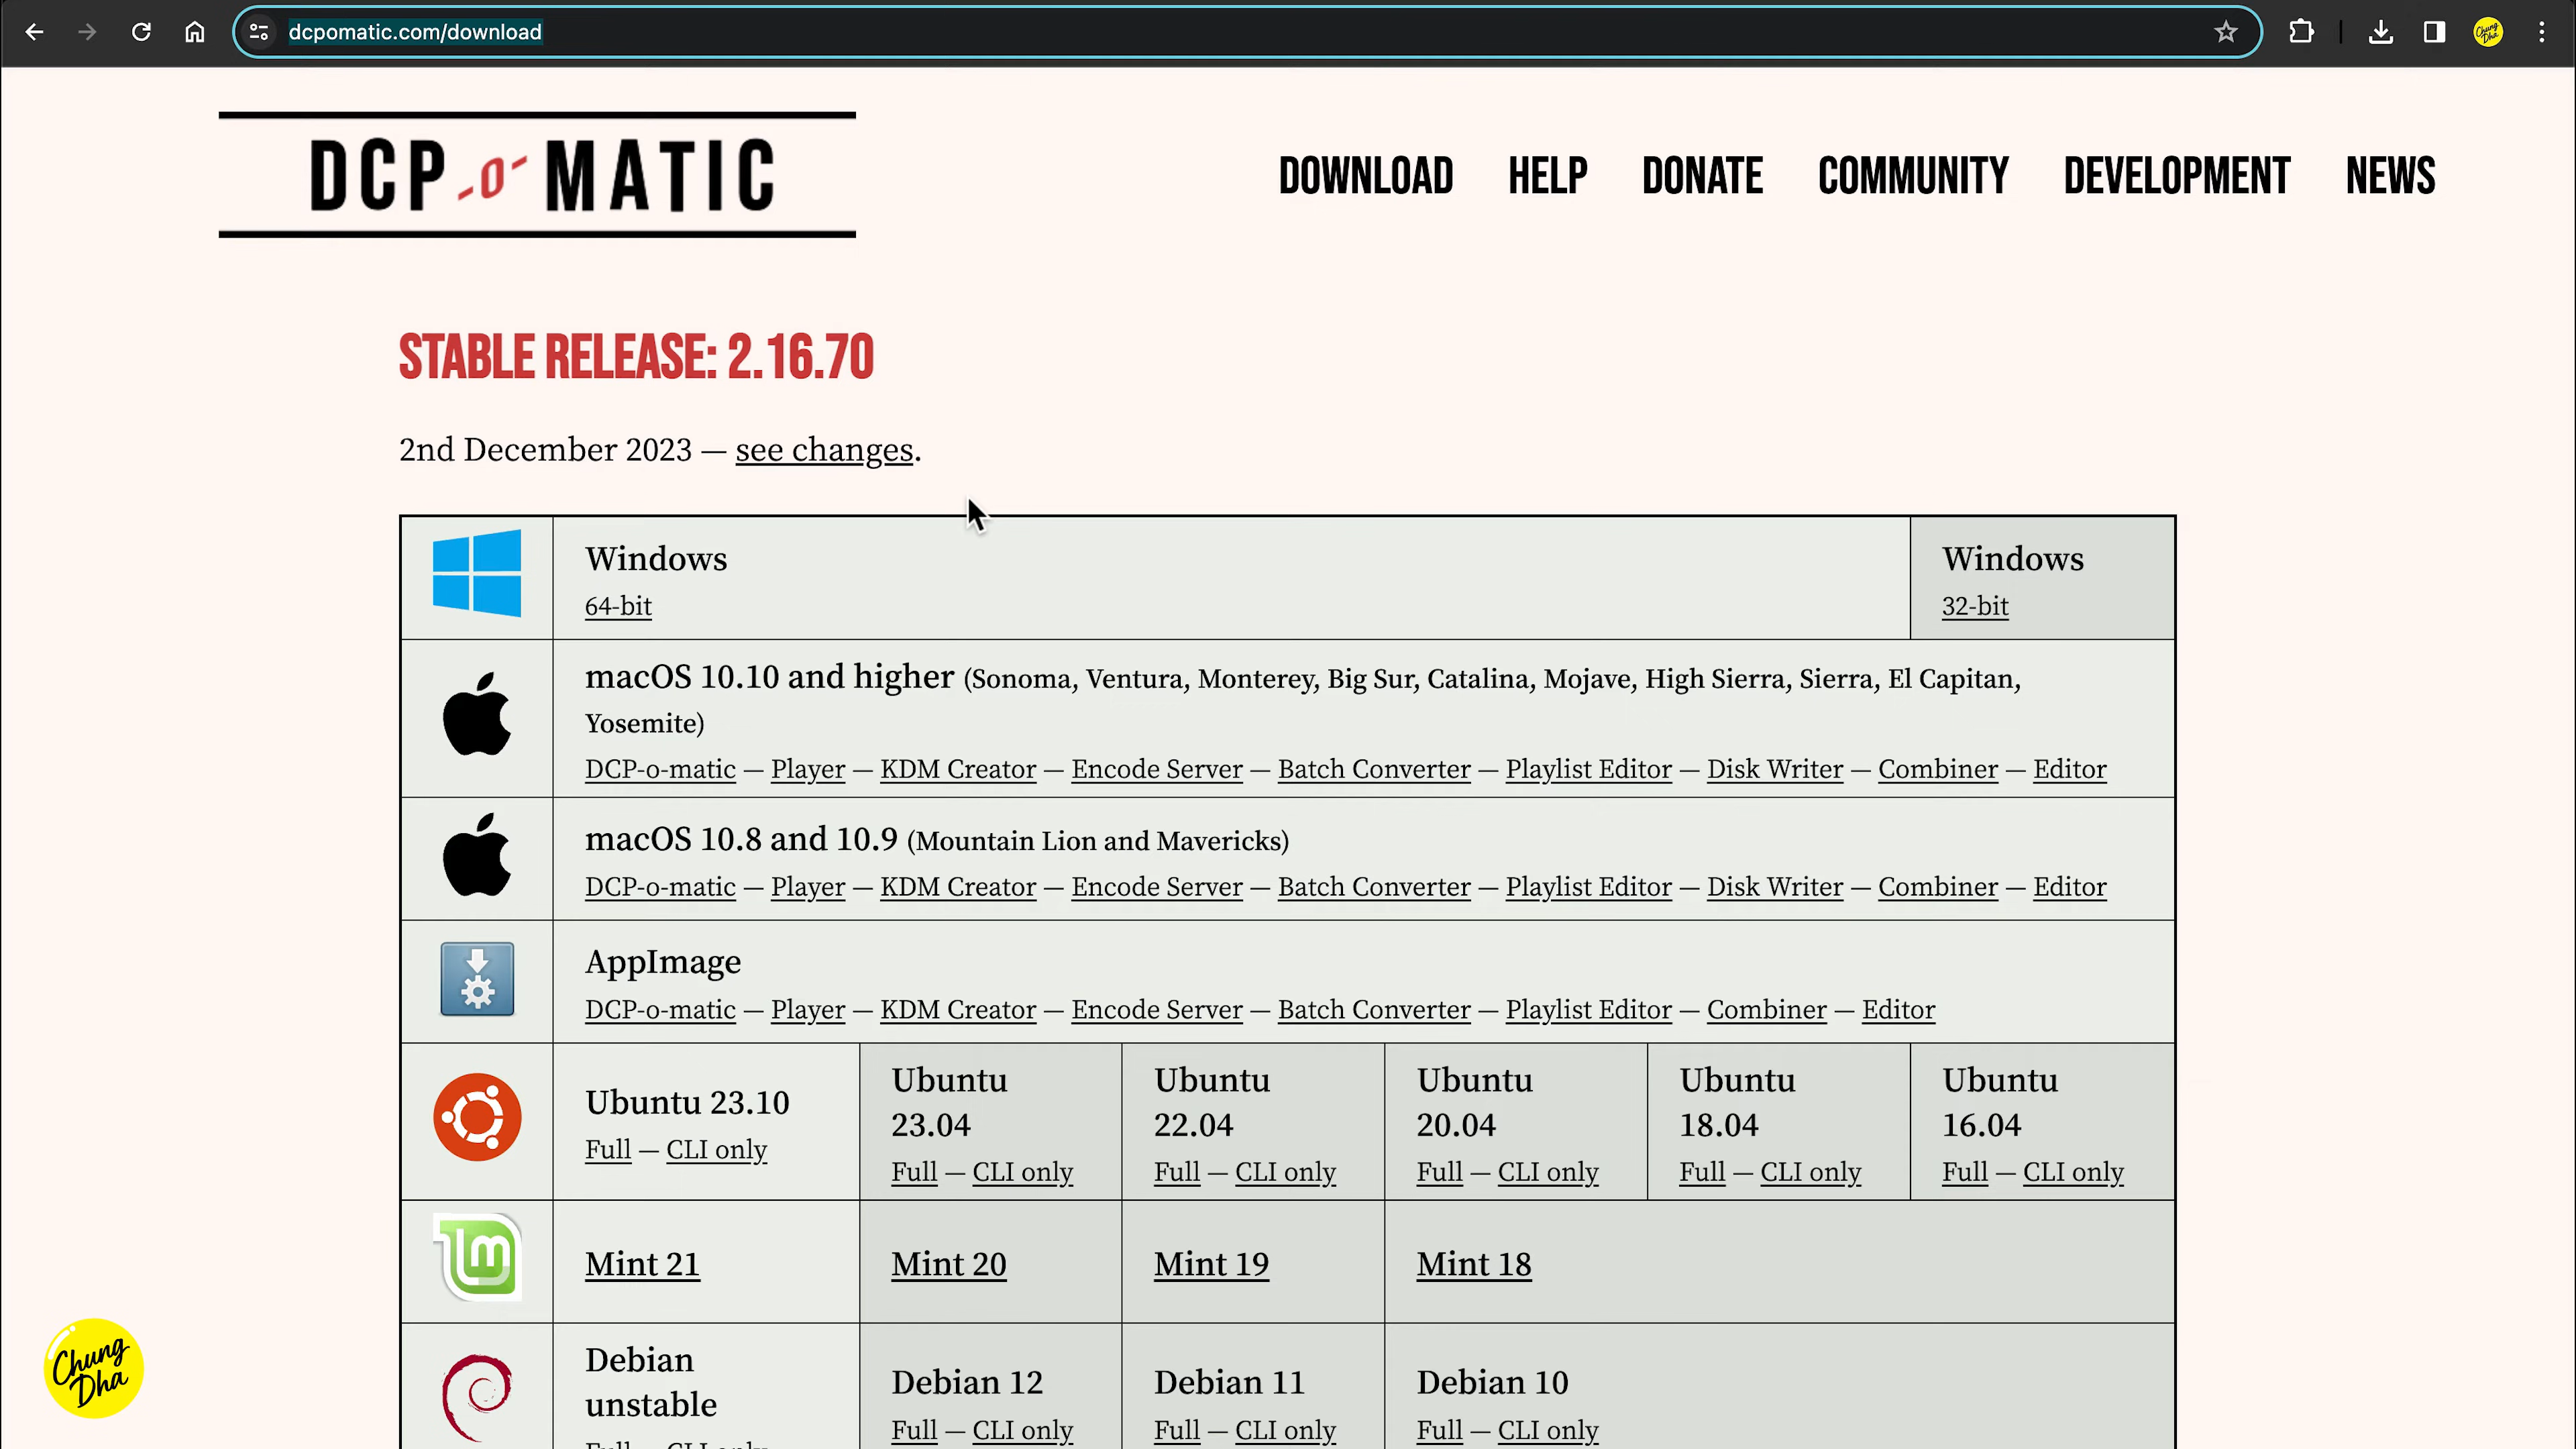 dcpomatic.com/download
DCP-o-MATIC
DOWNLOAD HELP DONATE COMMUNITY DEVELOPMENT NEWS
STABLE RELEASE: 2.16.70
2nd December 2023 — see changes.
Windows
64-bit
Windows
32-bit
macOS 10.10 and higher (Sonoma, Ventura, Monterey, Big Sur, Catalina, Mojave, High Sierra, Sierra, El Capitan,
Yosemite)
DCP-o-matic — Player — KDM Creator — Encode Server — Batch Converter — Playlist Editor — Disk Writer — Combiner — Editor
macOS 10.8 and 10.9 (Mountain Lion and Mavericks)
DCP-o-matic — Player — KDM Creator — Encode Server — Batch Converter — Playlist Editor — Disk Writer — Combiner — Editor
AppImage
DCP-o-matic — Player — KDM Creator — Encode Server — Batch Converter — Playlist Editor — Combiner — Editor
Ubuntu 23.10
Full — CLI only
Ubuntu
23.04
Full — CLI only
Ubuntu
22.04
Full — CLI only
Ubuntu
20.04
Full — CLI only
Ubuntu
18.04
Full — CLI only
Ubuntu
16.04
Full — CLI only
Mint 21
Mint 20
Mint 19
Mint 18
Debian
unstable
Full — CLI only
Debian 12
Full — CLI only
Debian 11
Full — CLI only
Debian 10
Full — CLI only
Chung
Dha